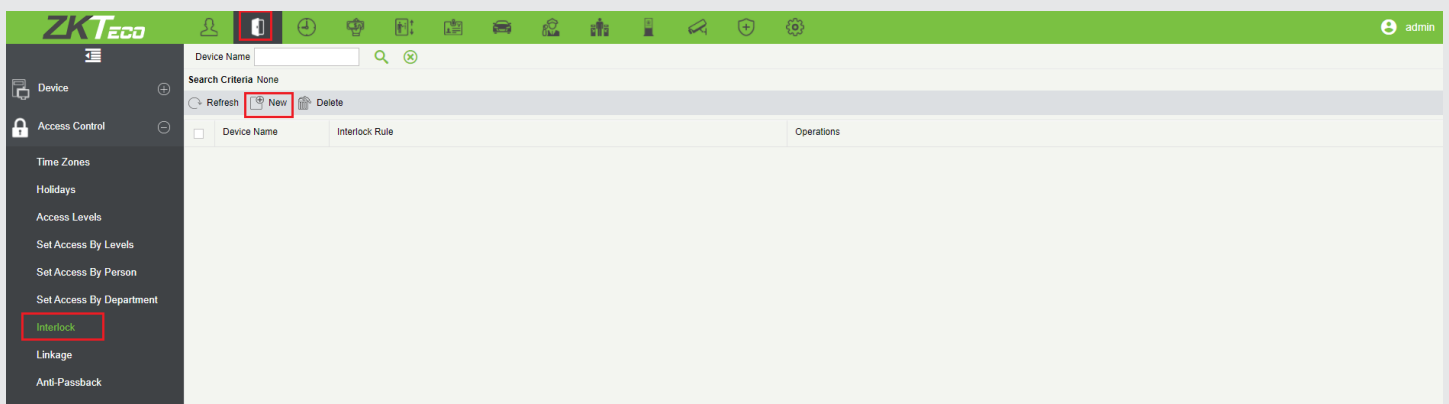 ZKTeco
admin
Device Name
Search Criteria None
Device
Refresh New Delete
Access Control
Device Name Interlock Rule Operations
Time Zones
Holidays
Access Levels
Set Access By Levels
Set Access By Person
Set Access By Department
Interlock
Linkage
Anti-Passback